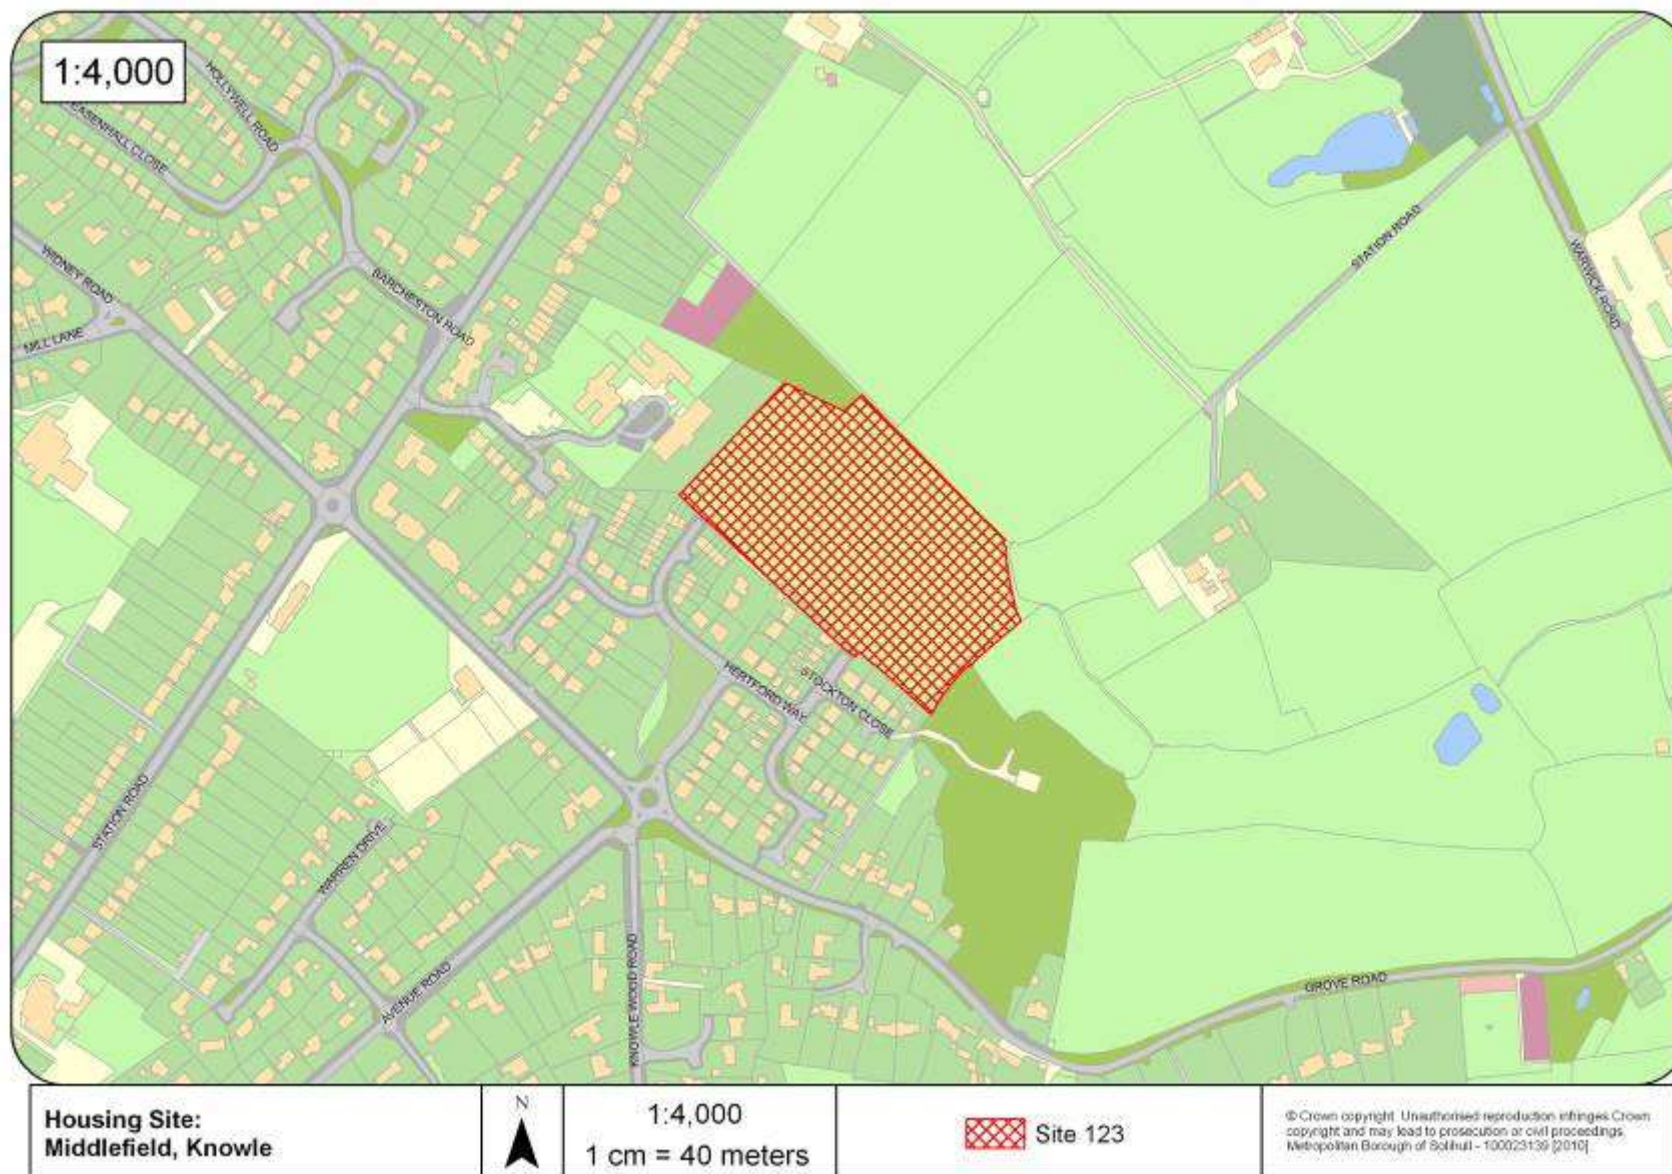 1:4,000
HOLLYWELL ROAD
EASENHALL CLOSE
WIDNEY ROAD
MILL LANE
BARCHESTON ROAD
STATION ROAD
WARWICK ROAD
HERTFORD WAY
STOCKTON CLOSE
STATION ROAD
WARREN DRIVE
AVENUE ROAD
KNOWLE WOOD ROAD
GROVE ROAD
Housing Site:
Middlefield, Knowle
N
1:4,000
1 cm = 40 meters
Site 123
© Crown copyright. Unauthorised reproduction infringes Crown
copyright and may lead to prosecution or civil proceedings.
Metropolitan Borough of Solihull - 100023139 [2010]